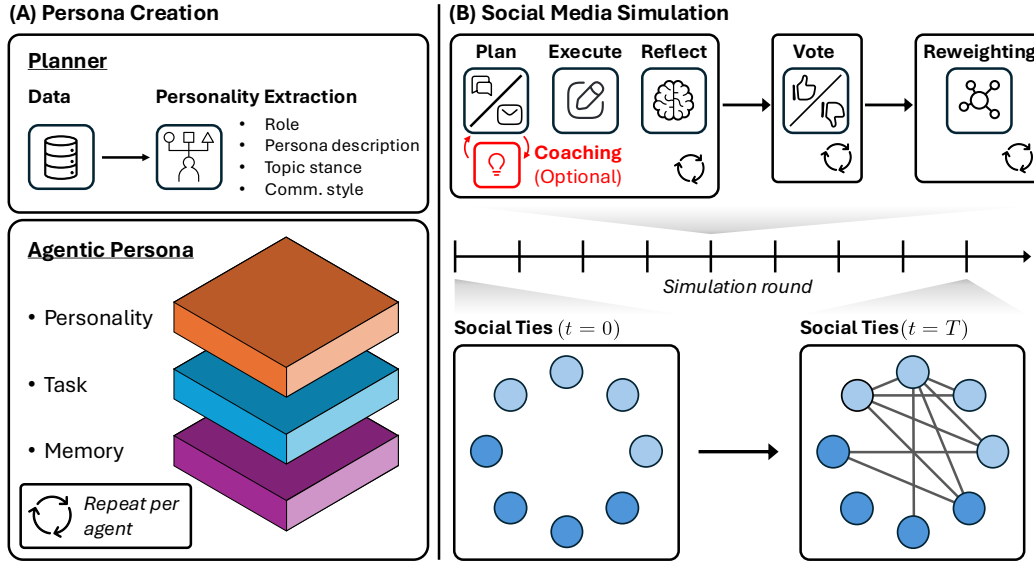 (A) Persona Creation
Planner
Data
Personality Extraction
• Role
• Persona description
• Topic stance
• Comm. style
Agentic Persona
• Personality
• Task
• Memory
Repeat per
agent
(B) Social Media Simulation
Plan
Execute
Reflect
Coaching
(Optional)
Vote
Reweighting
Simulation round
Social Ties (t = 0)
Social Ties(t = T)